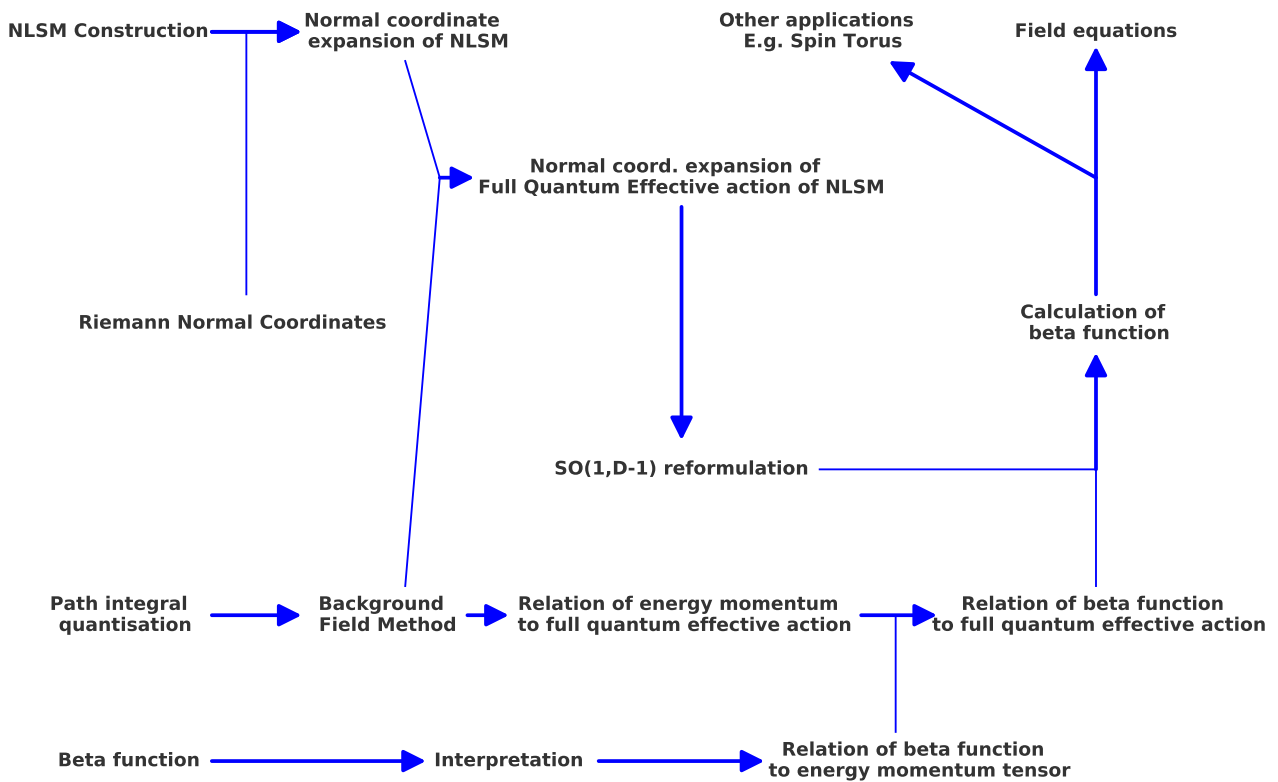 NLSM Construction
Normal coordinate
expansion of NLSM
Other applications
E.g. Spin Torus
Field equations
Normal coord. expansion of
Full Quantum Effective action of NLSM
Riemann Normal Coordinates
Calculation of
beta function
SO(1,D-1) reformulation
Path integral
quantisation
Background
Field Method
Relation of energy momentum
to full quantum effective action
Relation of beta function
to full quantum effective action
Beta function
Interpretation
Relation of beta function
to energy momentum tensor